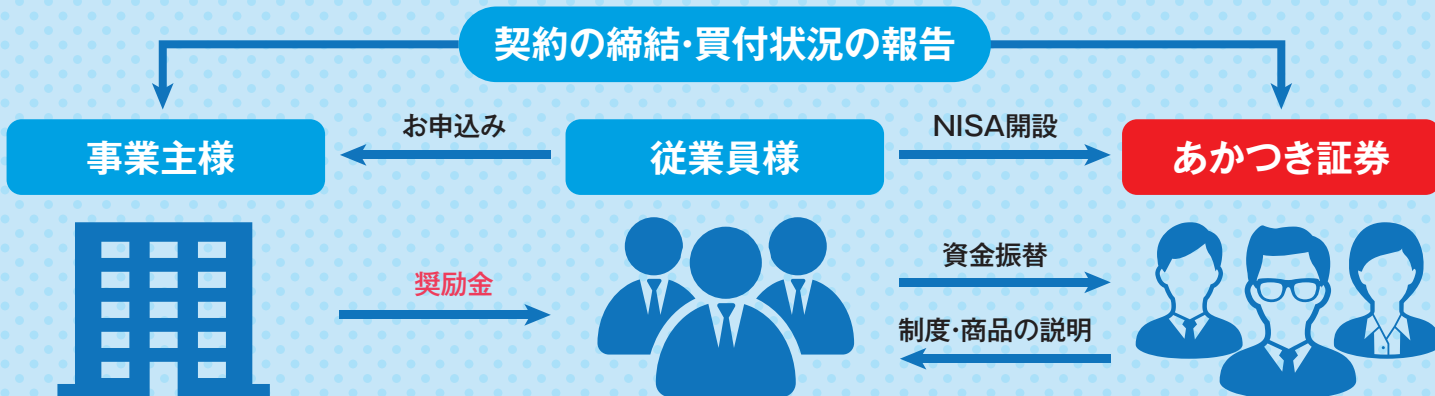 契約の締結・買付状況の報告
事業主様
お申込み
従業員様
NISA開設
あかつき証券
奨励金
資金振替
制度・商品の説明